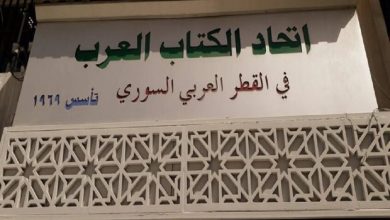 اتحاد الكتاب العرب
في القطر العربي السوري
تأسس ١٩٦٩